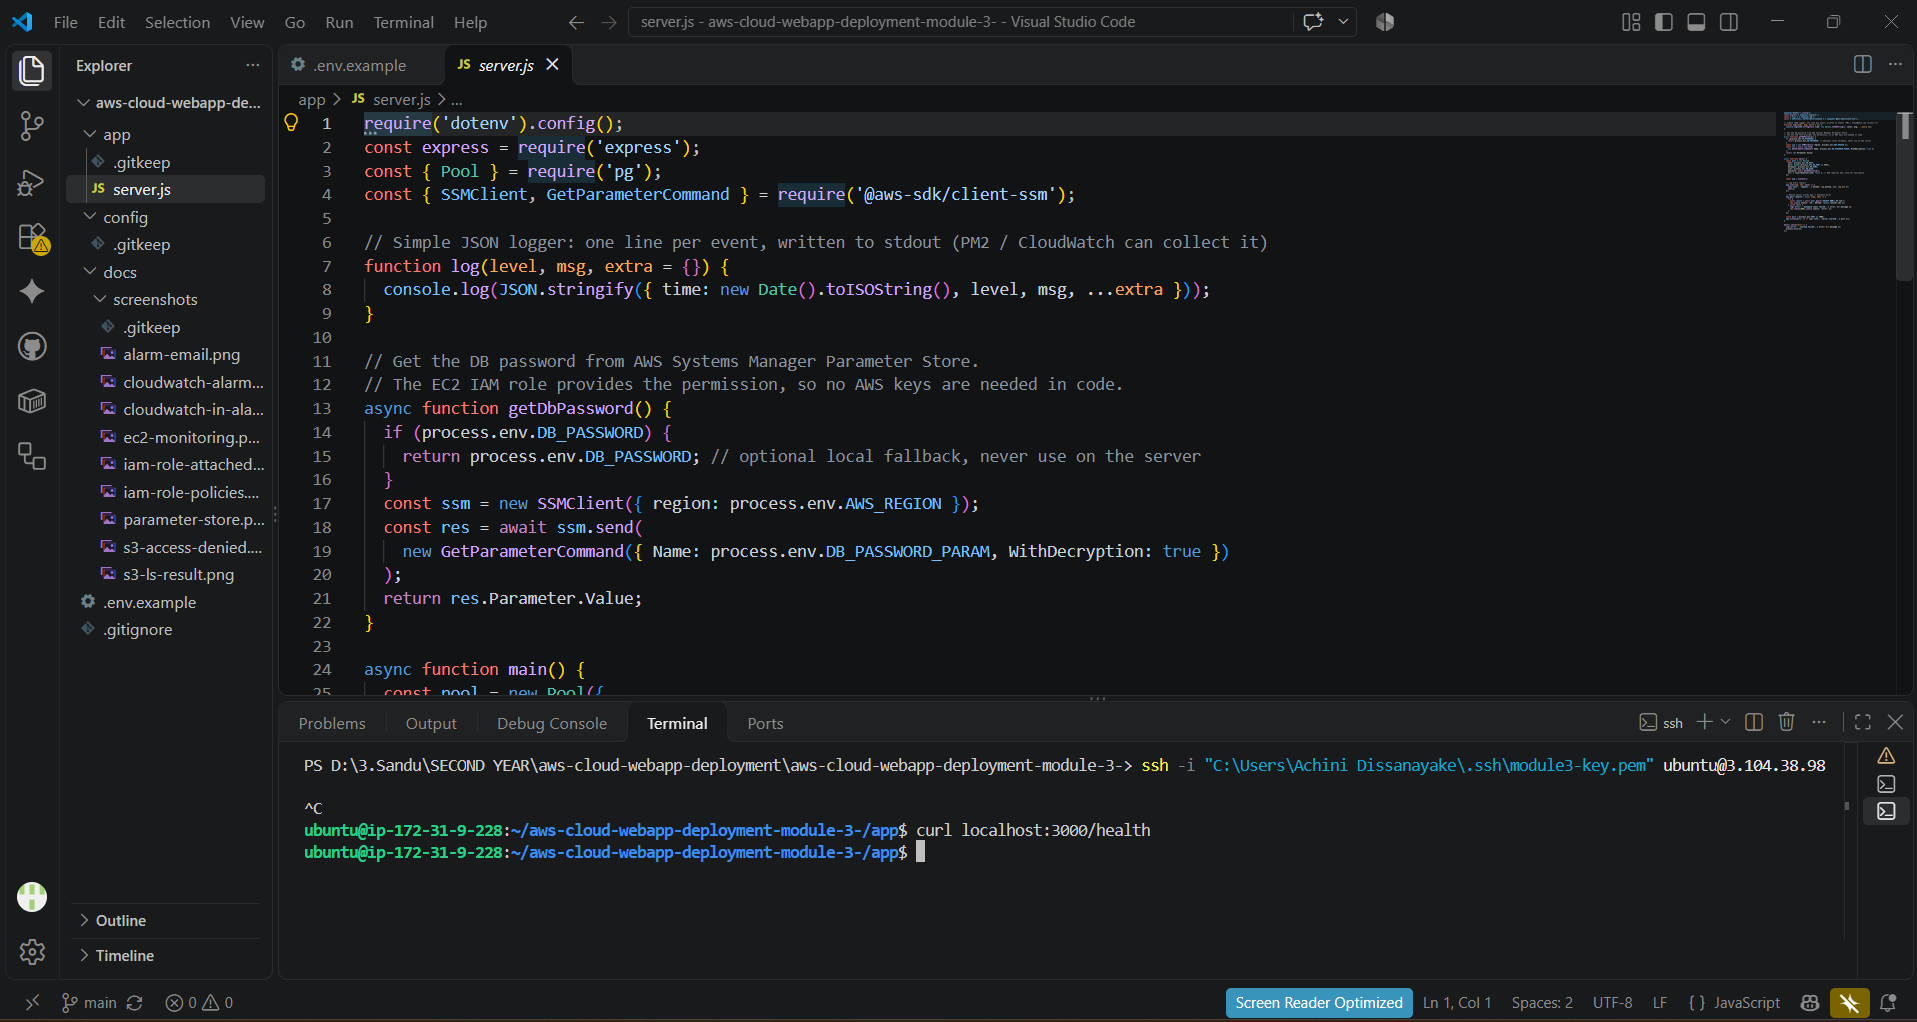 File Edit Selection View Go Run Terminal Help
server.js - aws-cloud-webapp-deployment-module-3- - Visual Studio Code
Explorer
aws-cloud-webapp-de...
app
.gitkeep
JS server.js
config
.gitkeep
docs
screenshots
.gitkeep
alarm-email.png
cloudwatch-alarm...
cloudwatch-in-ala...
ec2-monitoring.p...
iam-role-attached...
iam-role-policies....
parameter-store.p...
s3-access-denied....
s3-ls-result.png
.env.example
.gitignore
Outline
Timeline
.env.example
JS server.js
app > JS server.js > ...
1 require('dotenv').config();
2 const express = require('express');
3 const { Pool } = require('pg');
4 const { SSMClient, GetParameterCommand } = require('@aws-sdk/client-ssm');
5
6 // Simple JSON logger: one line per event, written to stdout (PM2 / CloudWatch can collect it)
7 function log(level, msg, extra = {}) {
8 console.log(JSON.stringify({ time: new Date().toISOString(), level, msg, ...extra }));
9 }
10
11 // Get the DB password from AWS Systems Manager Parameter Store.
12 // The EC2 IAM role provides the permission, so no AWS keys are needed in code.
13 async function getDbPassword() {
14 if (process.env.DB_PASSWORD) {
15 return process.env.DB_PASSWORD; // optional local fallback, never use on the server
16 }
17 const ssm = new SSMClient({ region: process.env.AWS_REGION });
18 const res = await ssm.send(
19 new GetParameterCommand({ Name: process.env.DB_PASSWORD_PARAM, WithDecryption: true })
20 );
21 return res.Parameter.Value;
22 }
23
24 async function main() {
25 const pool = new Pool({
Problems Output Debug Console Terminal Ports
ssh
PS D:\3.Sandu\SECOND YEAR\aws-cloud-webapp-deployment\aws-cloud-webapp-deployment-module-3-> ssh -i "C:\Users\Achini Dissanayake\.ssh\module3-key.pem" ubuntu@3.104.38.98
^C
ubuntu@ip-172-31-9-228:~/aws-cloud-webapp-deployment-module-3-/app$ curl localhost:3000/health
ubuntu@ip-172-31-9-228:~/aws-cloud-webapp-deployment-module-3-/app$
main 0 0
Screen Reader Optimized Ln 1, Col 1 Spaces: 2 UTF-8 LF {} JavaScript